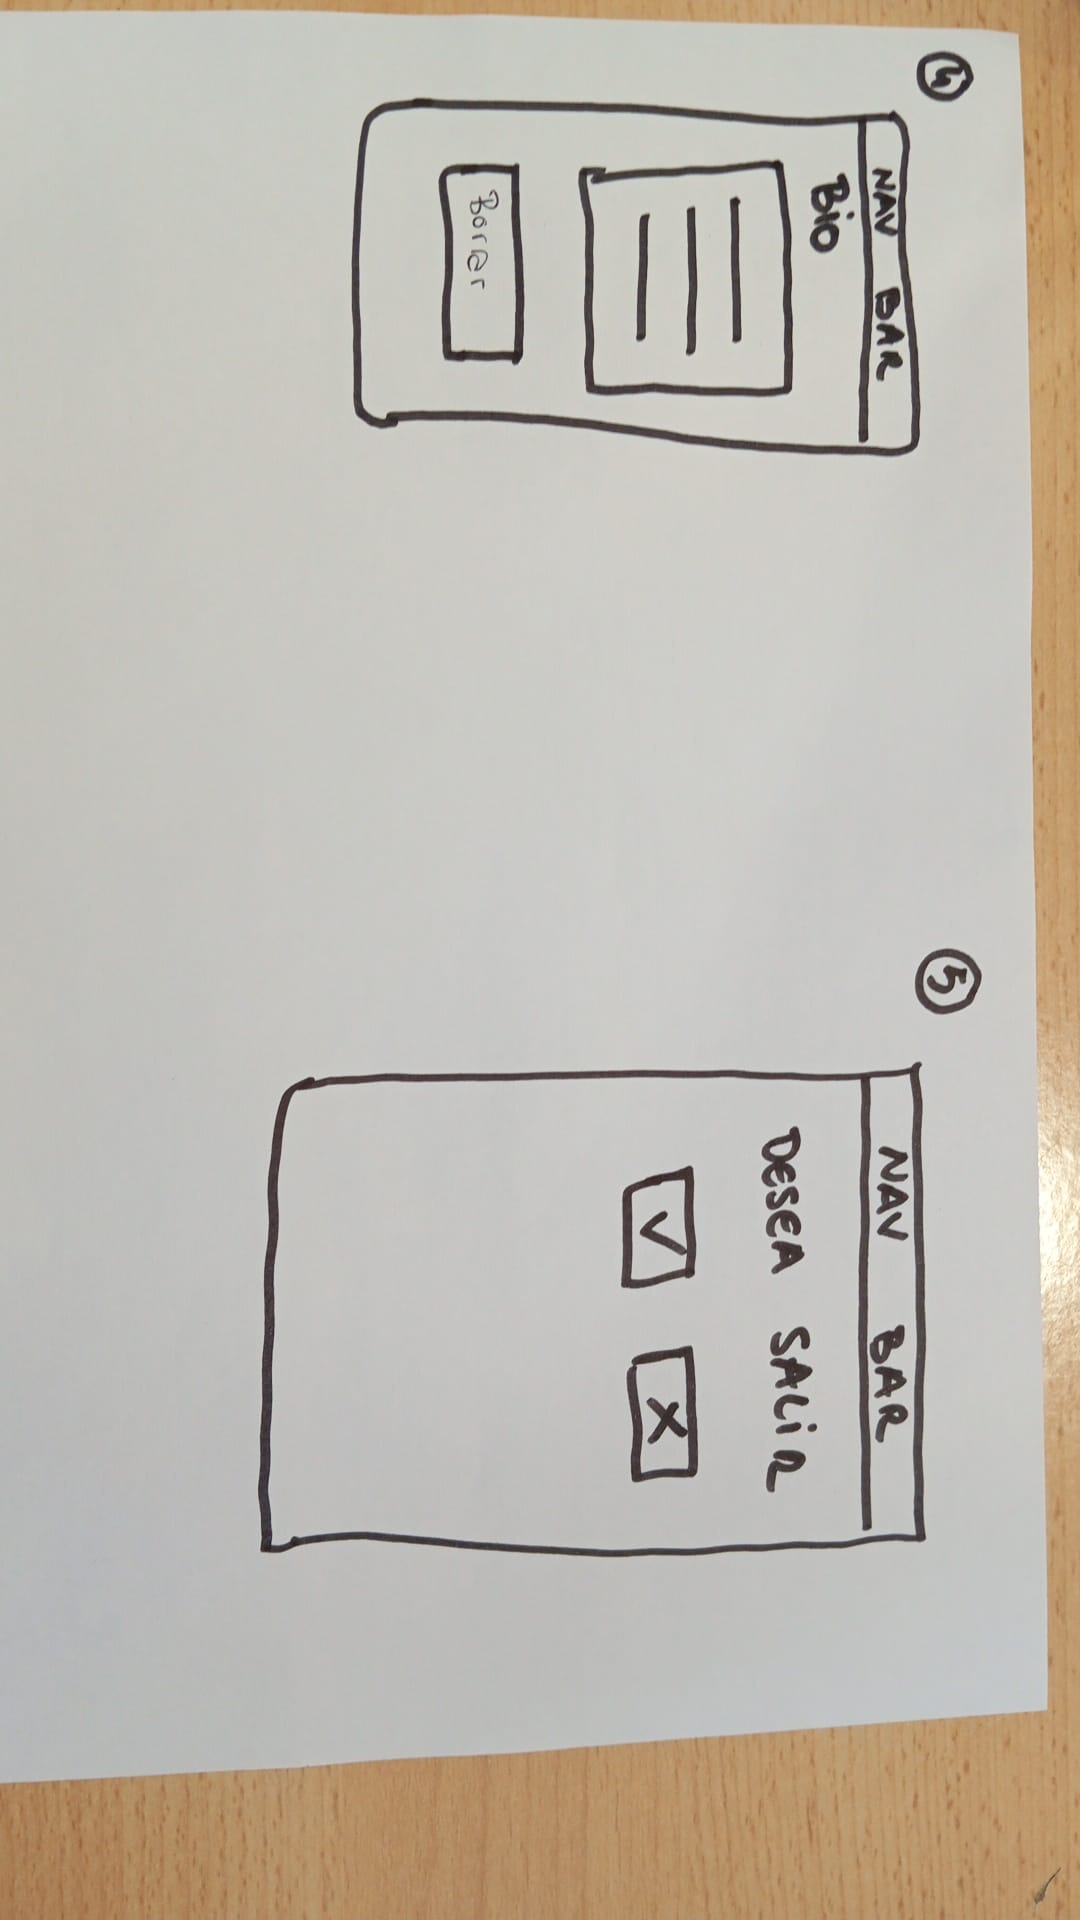 4
NAV BAR
Bio
Borrar
5
NAV BAR
DESEA SALIR
✓ X